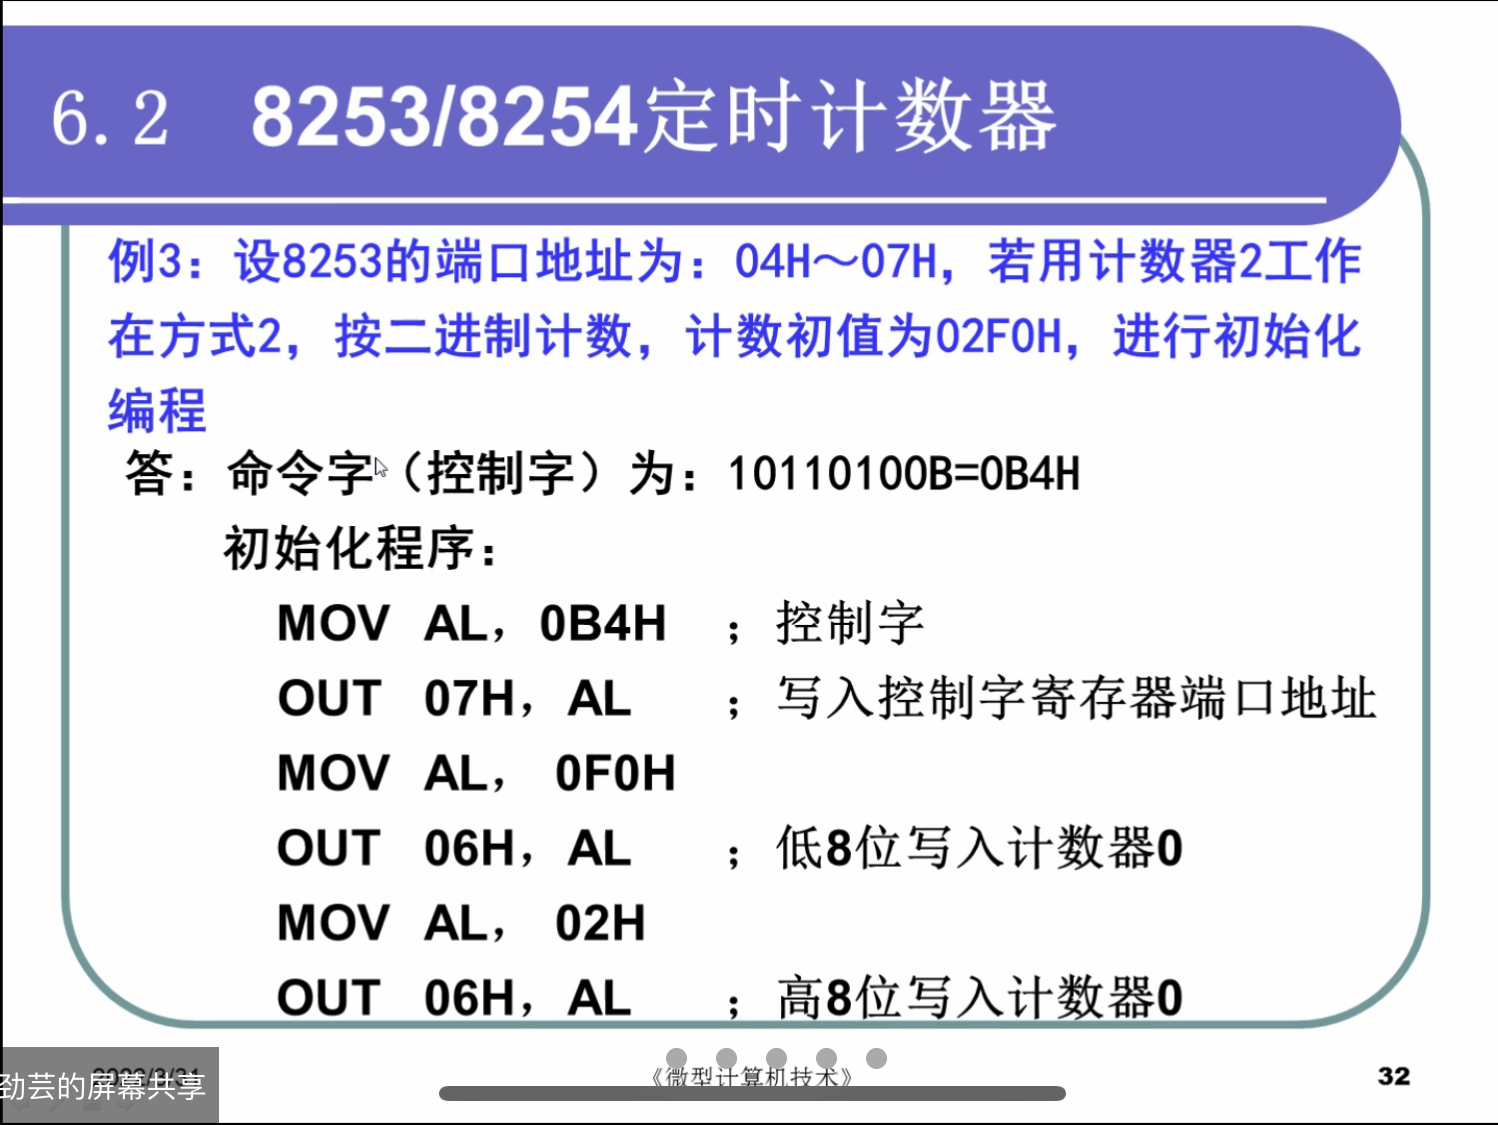 6.2 8253/8254定时计数器
例3：设8253的端口地址为：04H～07H，若用计数器2工作
在方式2，按二进制计数，计数初值为02F0H，进行初始化
编程
答：命令字（控制字）为：10110100B=0B4H
初始化程序：
MOV AL，0B4H ；控制字
OUT 07H，AL ；写入控制字寄存器端口地址
MOV AL， 0F0H
OUT 06H，AL ；低8位写入计数器0
MOV AL， 02H
OUT 06H，AL ；高8位写入计数器0
劲芸的屏幕共享
《微型计算机技术》
32